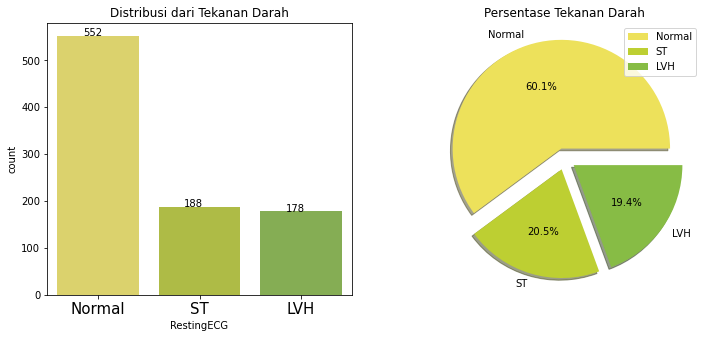 Distribusi dari Tekanan Darah
552
500
400
300
200
100
0
count
188
178
Normal
ST
LVH
RestingECG
Persentase Tekanan Darah
Normal
60.1%
20.5%
19.4%
ST
LVH
Normal
ST
LVH